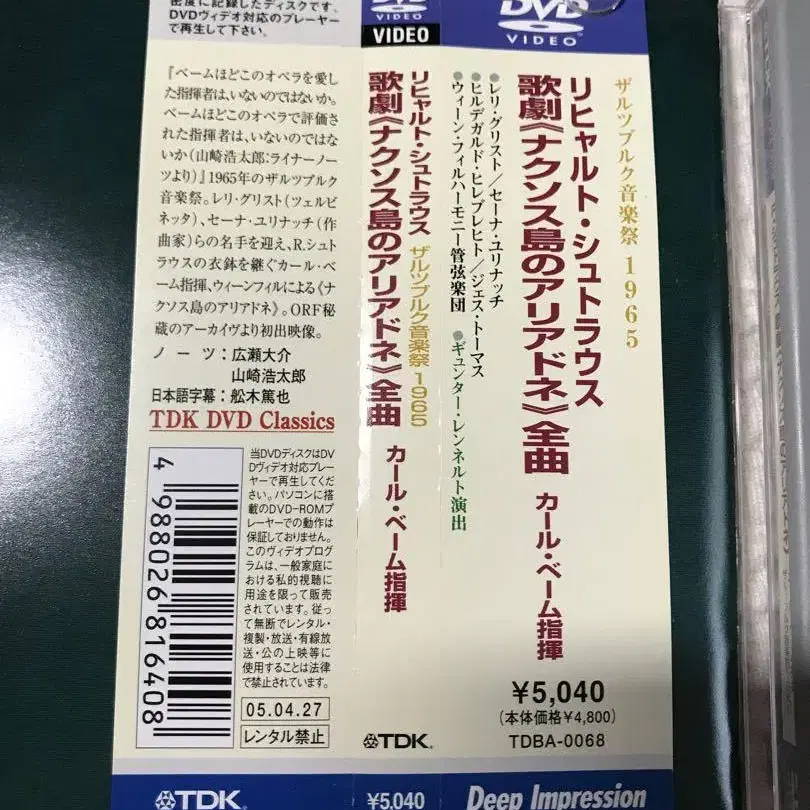 密度に記録したディスクです。
DVDヴィデオ対応のプレーヤー
で再生して下さい。
『ベームほどこのオペラを愛し
た指揮者は、いないのではないか。
ベームほどこのオペラで評価さ
れた指揮者は、いないのではな
いか(山崎浩太郎:ライナーノー
ツより)』1965年のザルツブルク
音楽祭。レリ・グリスト(ツェルビ
ネッタ)、セーナ・ユリナッチ(作
曲家)らの名手を迎え、R.シュト
ラウスの衣鉢を継ぐカール・ベ
ーム指揮、ウィーンフィルによる《ナ
クソス島のアリアドネ》。ORF秘
蔵のアーカイヴより初出映像。
ノーツ:広瀬大介
山崎浩太郎
日本語字幕:舩木篤也
TDK DVD Classics
当DVDディスクはDV
Dヴィデオ対応プレー
ヤーで再生してくだ
さい。パソコンに搭
載のDVD-ROMプ
レーヤーでの動作は
保証しておりません。
このヴィデオプログ
ラムは、一般家庭に
おける私的視聴に
用途を限って販売
されています。従っ
て無断でレンタル・
複製・放送・有線放
送・公の上映等に
使用することは法律
で禁止されています。
4 988026 816408
05.04.27
レンタル禁止
TDK
DVD
VIDEO
VIDEO
リヒャルト・シュトラウス ザルツブルク音楽祭 1965
歌劇《ナクソス島のアリアドネ》全曲 カール・ベーム指揮
TDK.
¥5,040
DVD
VIDEO
ザルツブルク音楽祭 1965
リヒャルト・シュトラウス
歌劇《ナクソス島のアリアドネ》全曲 カール・ベーム指揮
●レリ・グリスト/セーナ・ユリナッチ
●ヒルデガルド・ヒレブレヒト/ジェス・トーマス
●ウィーン・フィルハーモニー管弦楽団 ●ギュンター・レンネルト演出
¥5,040
(本体価格¥4,800)
TDBA-0068
Deep Impression
TDK